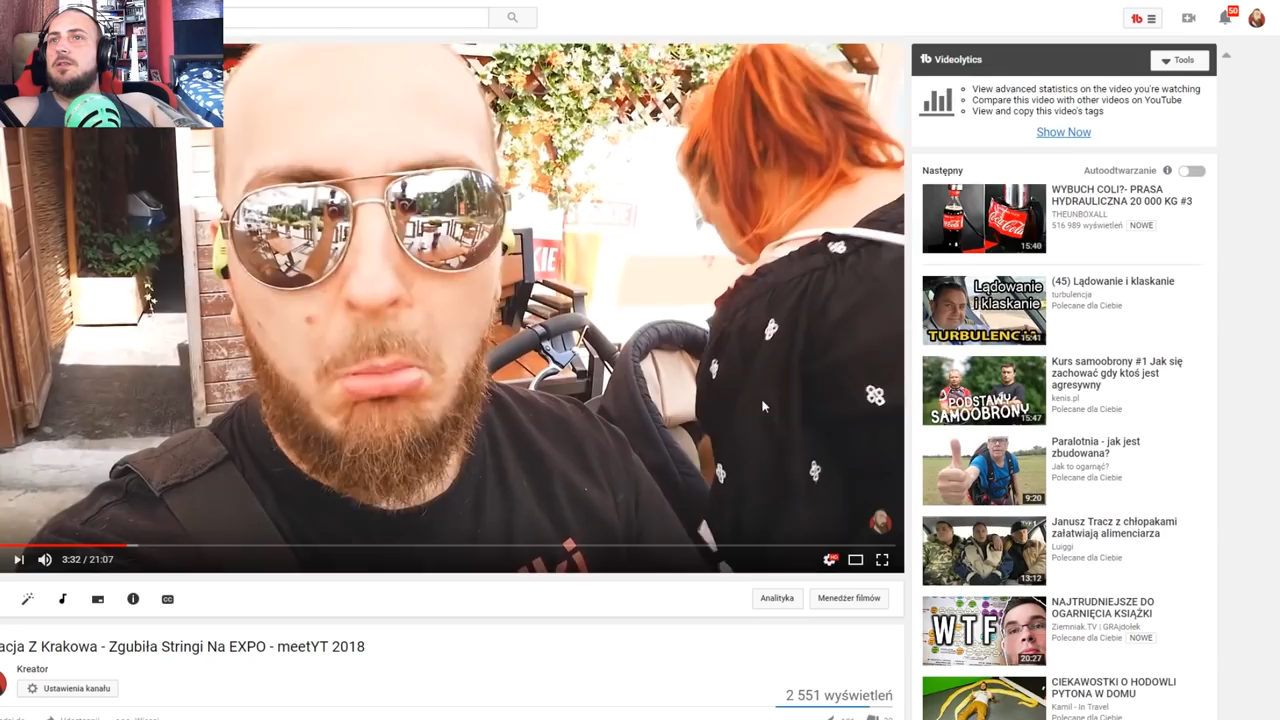 50
Videolytics
Tools
View advanced statistics on the video you're watching
Compare this video with other videos on YouTube
View and copy this video's tags
Show Now
Następny
Autoodtwarzanie
WYBUCH COLI?- PRASA
HYDRAULICZNA 20 000 KG #3
THEUNBOXALL
516 989 wyświetleń NOWE
Coca-Cola
15:40
(45) Lądowanie i klaskanie
turbulencja
Polecane dla Ciebie
Lądowanie
i klaskanie
Kurs samoobrony #1 Jak się
zachować gdy ktoś jest
agresywny
kenis.pl
Polecane dla Ciebie
PODSTAWY
SAMOOBRONY
15:47
Paralotnia - jak jest
zbudowana?
Jak to ogarnąć?
Polecane dla Ciebie
9:20
Janusz Tracz z chłopakami
załatwiają alimenciarza
Luiggi
Polecane dla Ciebie
13:12
NAJTRUDNIEJSZE DO
OGARNIĘCIA KSIĄŻKI
Ziemniak.TV | GRAjdołek
Polecane dla Ciebie NOWE
WTF
20:27
CIEKAWOSTKI O HODOWLI
PYTONA W DOMU
Kamil - In Travel
Polecane dla Ciebie
3:32 / 21:07
HD
CC
Analityka
Menedżer filmów
acja Z Krakowa - Zgubiła Stringi Na EXPO - meetYT 2018
Kreator
Ustawienia kanału
2 551 wyświetleń